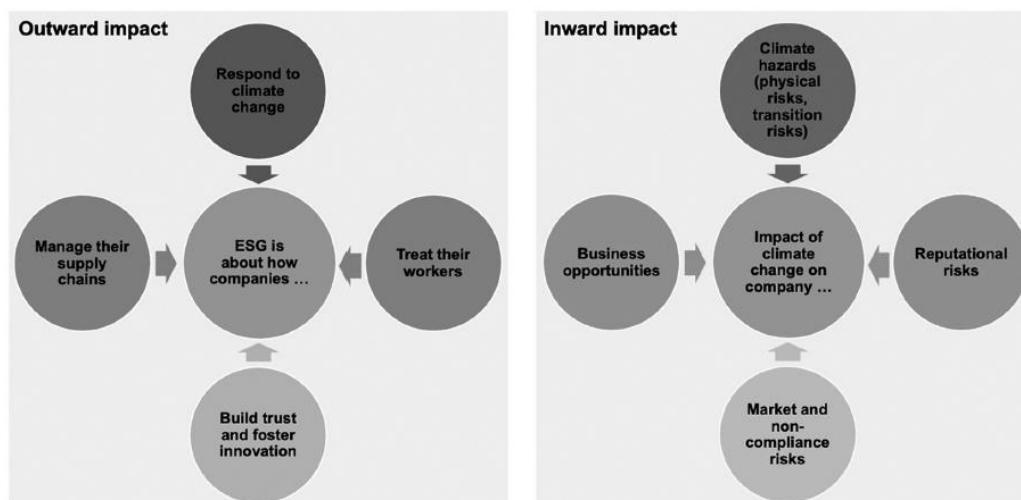 Outward impact
Respond to
climate
change
Manage their
supply
chains
ESG is
about how
companies ...
Treat their
workers
Build trust
and foster
innovation
Inward impact
Climate
hazards
(physical
risks,
transition
risks)
Business
opportunities
Impact of
climate
change on
company ...
Reputational
risks
Market and
non-
compliance
risks